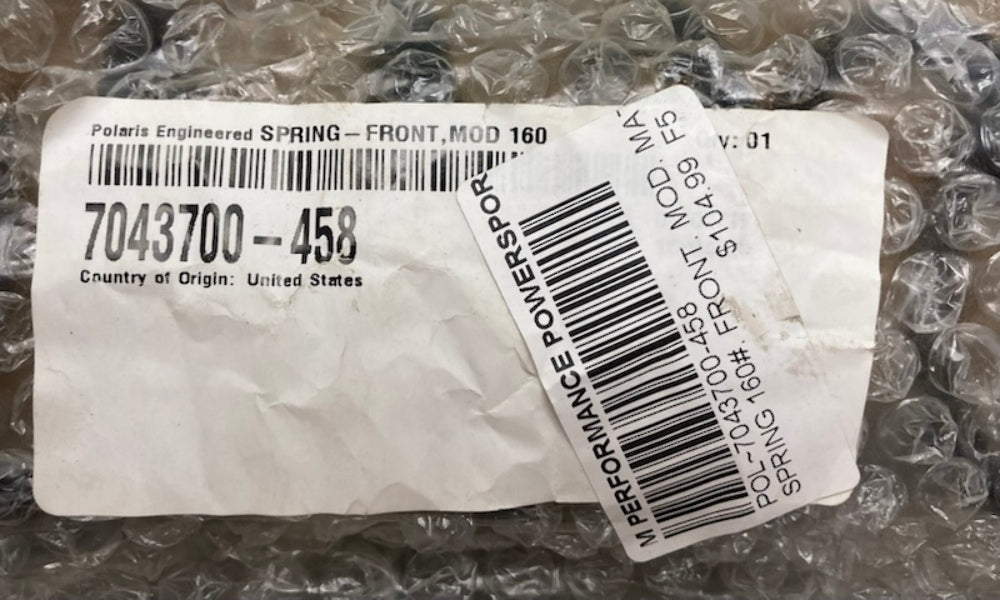 Polaris Engineered SPRING-FRONT,MOD 160
7043700-458
Country of Origin: United States
: 01
M PERFORMANCE POWERSPOR
POL~7043700-458
SPRING 160#. FRONT. MOD. MA
$104.99 F5